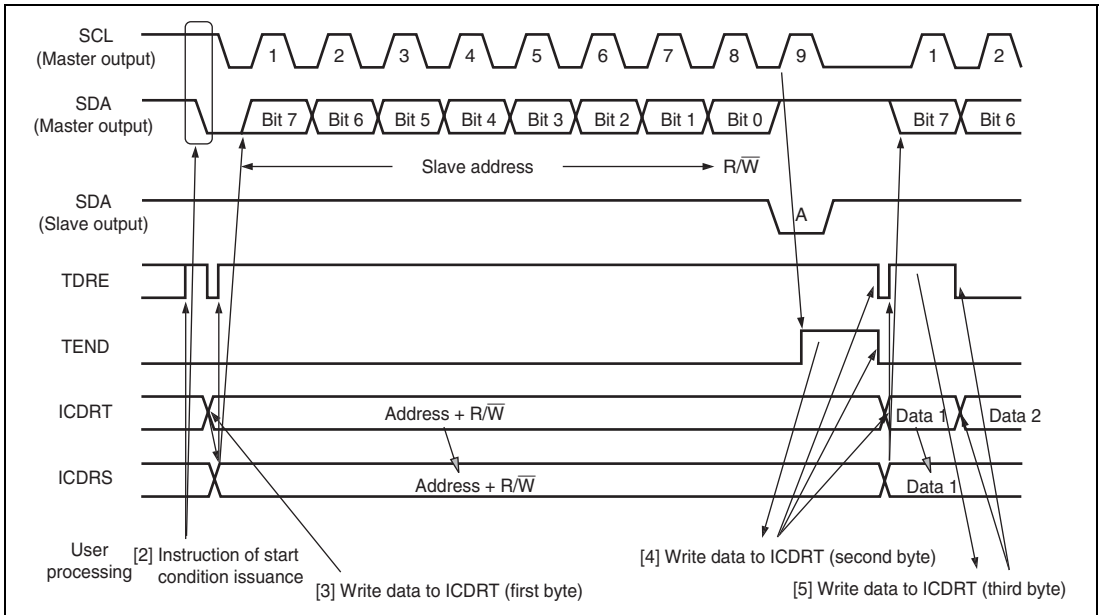 SCL
(Master output)
1 2 3 4 5 6 7 8 9 1 2
SDA
(Master output)
Bit 7 Bit 6 Bit 5 Bit 4 Bit 3 Bit 2 Bit 1 Bit 0 Bit 7 Bit 6
Slave address R/W̅
SDA
(Slave output)
A
TDRE
TEND
ICDRT
Address + R/W̅ Data 1 Data 2
ICDRS
Address + R/W̅ Data 1
User
processing
[2] Instruction of start
condition issuance
[3] Write data to ICDRT (first byte)
[4] Write data to ICDRT (second byte)
[5] Write data to ICDRT (third byte)